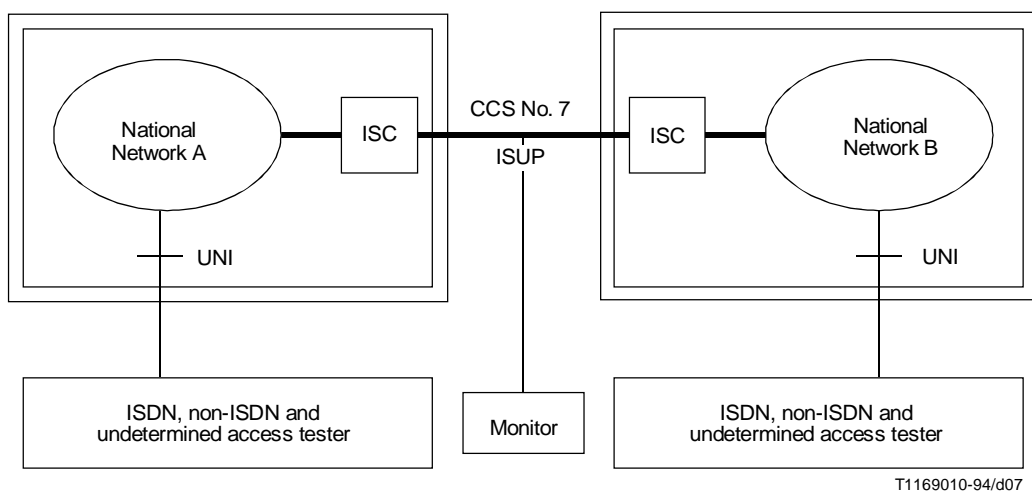 CCS No. 7
National
Network A
ISC
ISUP
ISC
National
Network B
UNI
UNI
ISDN, non-ISDN and
undetermined access tester
Monitor
ISDN, non-ISDN and
undetermined access tester
T1169010-94/d07